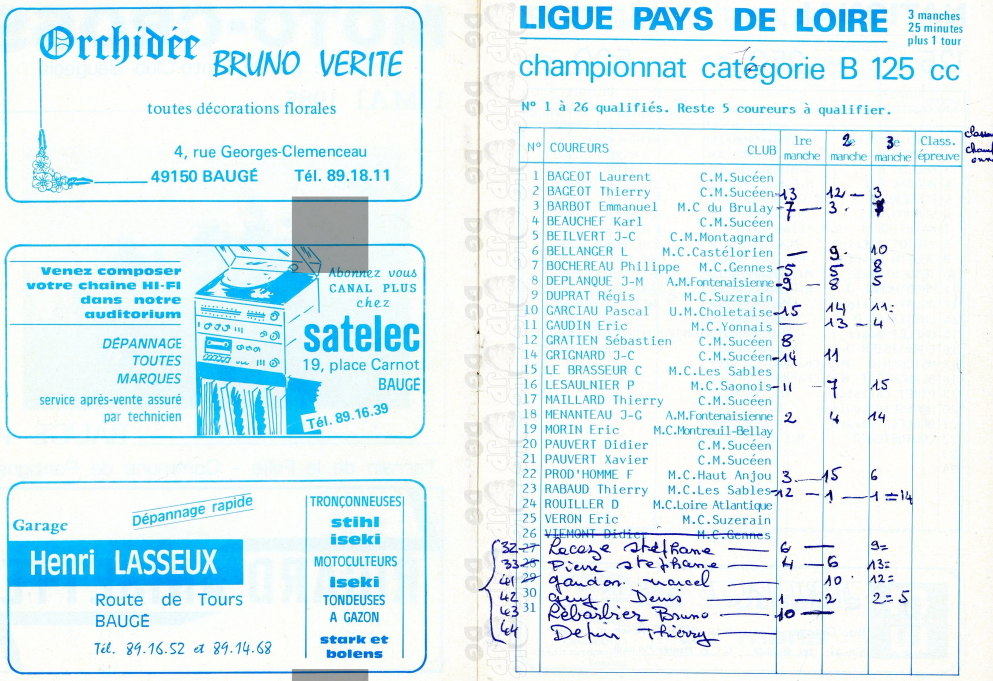 Orchidée
BRUNO VERITE
toutes décorations florales
4, rue Georges-Clemenceau
49150 BAUGÉ Tél. 89.18.11
Venez composer
votre chaine HI-FI
dans notre
auditorium
DÉPANNAGE
TOUTES
MARQUES
service après-vente assuré
par technicien
Abonnez vous
CANAL PLUS
chez
satelec
19, place Carnot
BAUGE
Tél. 89.16.39
Garage
Dépannage rapide
Henri LASSEUX
Route de Tours
BAUGÉ
Tél. 89.16.52 et 89.14.68
TRONÇONNEUSES
stihl
iseki
MOTOCULTEURS
iseki
TONDEUSES
A GAZON
stark et
bolens
LIGUE PAYS DE LOIRE
3 manches
25 minutes
plus 1 tour
championnat catégorie B 125 cc
N° 1 à 26 qualifiés. Reste 5 coureurs à qualifier.
N° COUREURS CLUB 1re manche 2e manche 3e manche Class. épreuve
1 BAGEOT Laurent C.M.Sucéen
2 BAGEOT Thierry C.M.Sucéen 13 12 3
3 BARBOT Emmanuel M.C du Brulay 7 3
4 BEAUCHEF Karl C.M.Sucéen
5 BEILVERT J-C C.M.Montagnard
6 BELLANGER L M.C.Castélorien — 9 10
7 BOCHEREAU Philippe M.C.Gennes 5 5 8
8 DEPLANQUE J-M A.M.Fontenaisienne 9 8 5
9 DUPRAT Régis M.C.Suzerain
10 GARCIAU Pascal U.M.Choletaise 15 14 11
11 GAUDIN Eric M.C.Yonnais — 13 — 4
12 GRATIEN Sébastien C.M.Sucéen 8
14 GRIGNARD J-C C.M.Sucéen 14 11
15 LE BRASSEUR C M.C.Les Sables
16 LESAULNIER P M.C.Saonois 11 — 7 15
17 MAILLARD Thierry C.M.Sucéen
18 MENANTEAU J-G A.M.Fontenaisienne 2 4 14
19 MORIN Eric M.C.Montreuil-Bellay
20 PAUVERT Didier C.M.Sucéen
21 PAUVERT Xavier C.M.Sucéen
22 PROD'HOMME F M.C.Haut Anjou 3 15 6
23 RABAUD Thierry M.C.Les Sables 12 — 1 — 1 = 14
24 ROUILLER D M.C.Loire Atlantique
25 VERON Eric M.C.Suzerain
26 VIEMONT Didier M.C.Gennes
32 27 Lecoze Stéphane 6 — 9=
33 28 Pierre Stephane 4 — 6 13=
41 29 gaudon marcel 10 12=
42 30 guy Denis 1 — 2 2=5
43 31 Lebarbier Bruno 10
44 Depin Thierry